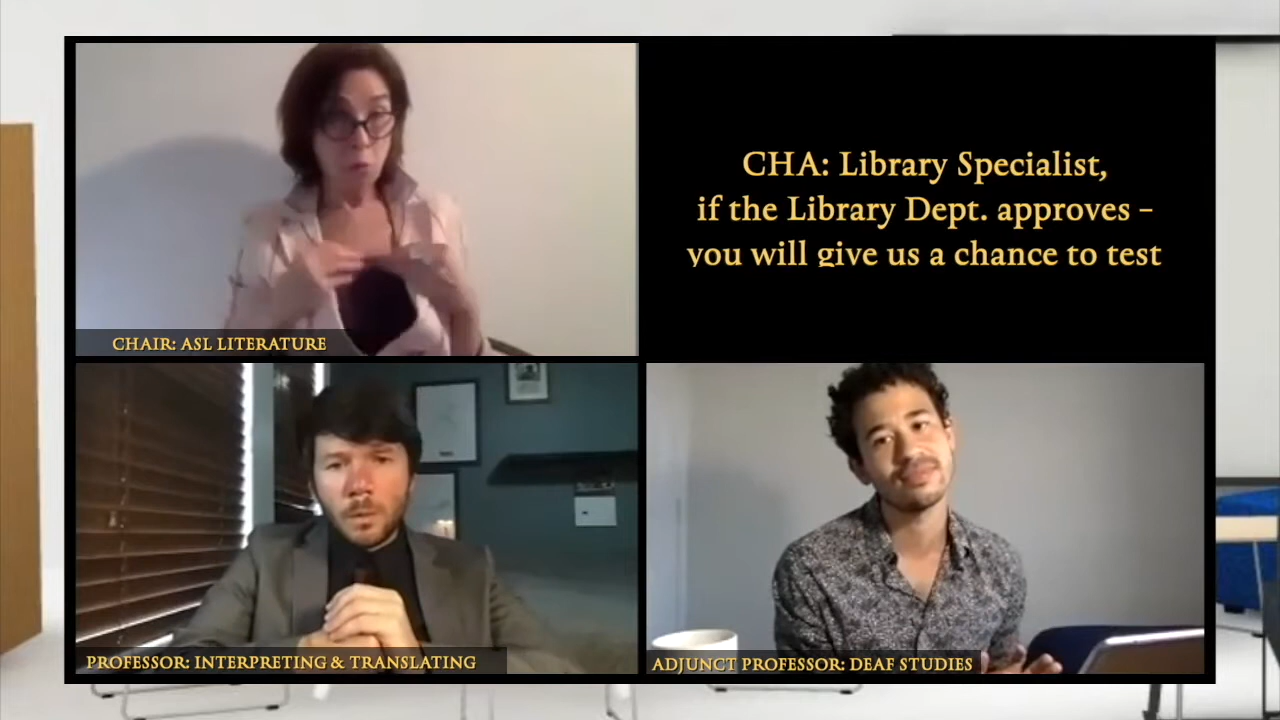 CHA: Library Specialist,
if the Library Dept. approves –
you will give us a chance to test
CHAIR: ASL LITERATURE
PROFESSOR: INTERPRETING & TRANSLATING
ADJUNCT PROFESSOR: DEAF STUDIES